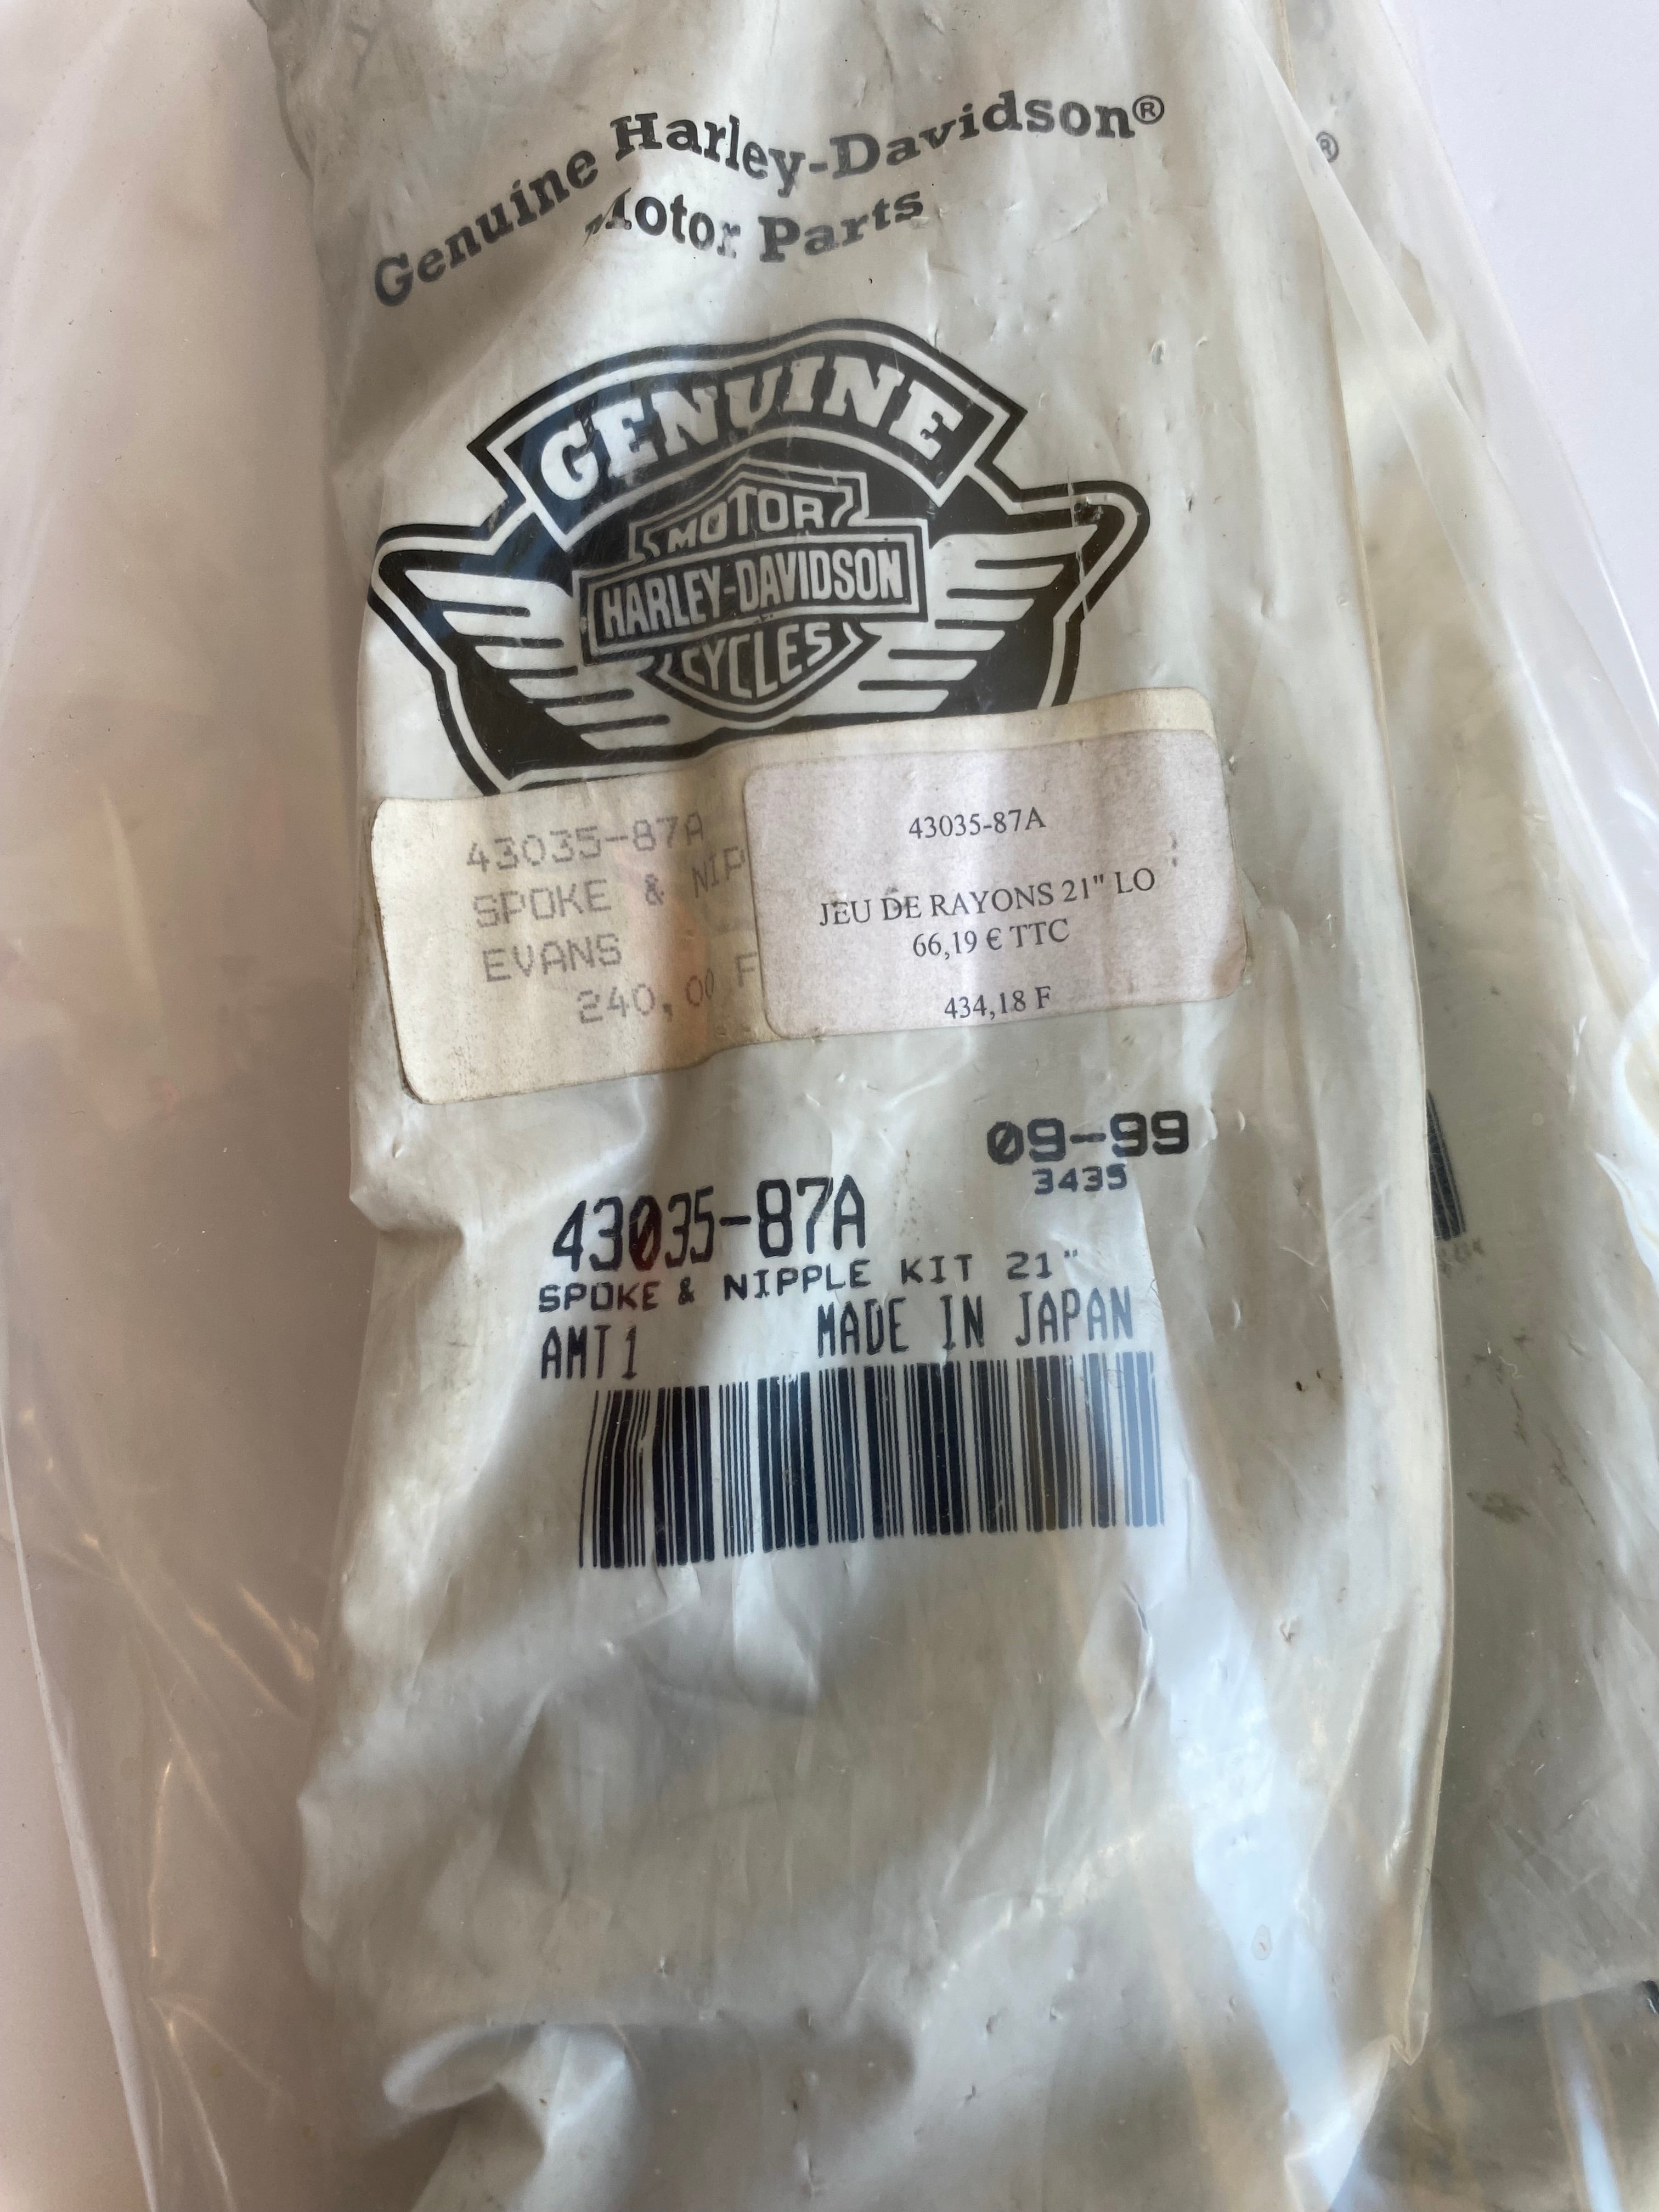 Genuine Harley-Davidson®
Motor Parts
®
GENUINE
MOTOR
HARLEY-DAVIDSON
CYCLES
43035-87A
SPOKE & NIP
EVANS
240,00 F
43035-87A
JEU DE RAYONS 21" LO
66,19 € TTC
434,18 F
09-99
3435
43035-87A
SPOKE & NIPPLE KIT 21"
AMT 1 MADE IN JAPAN